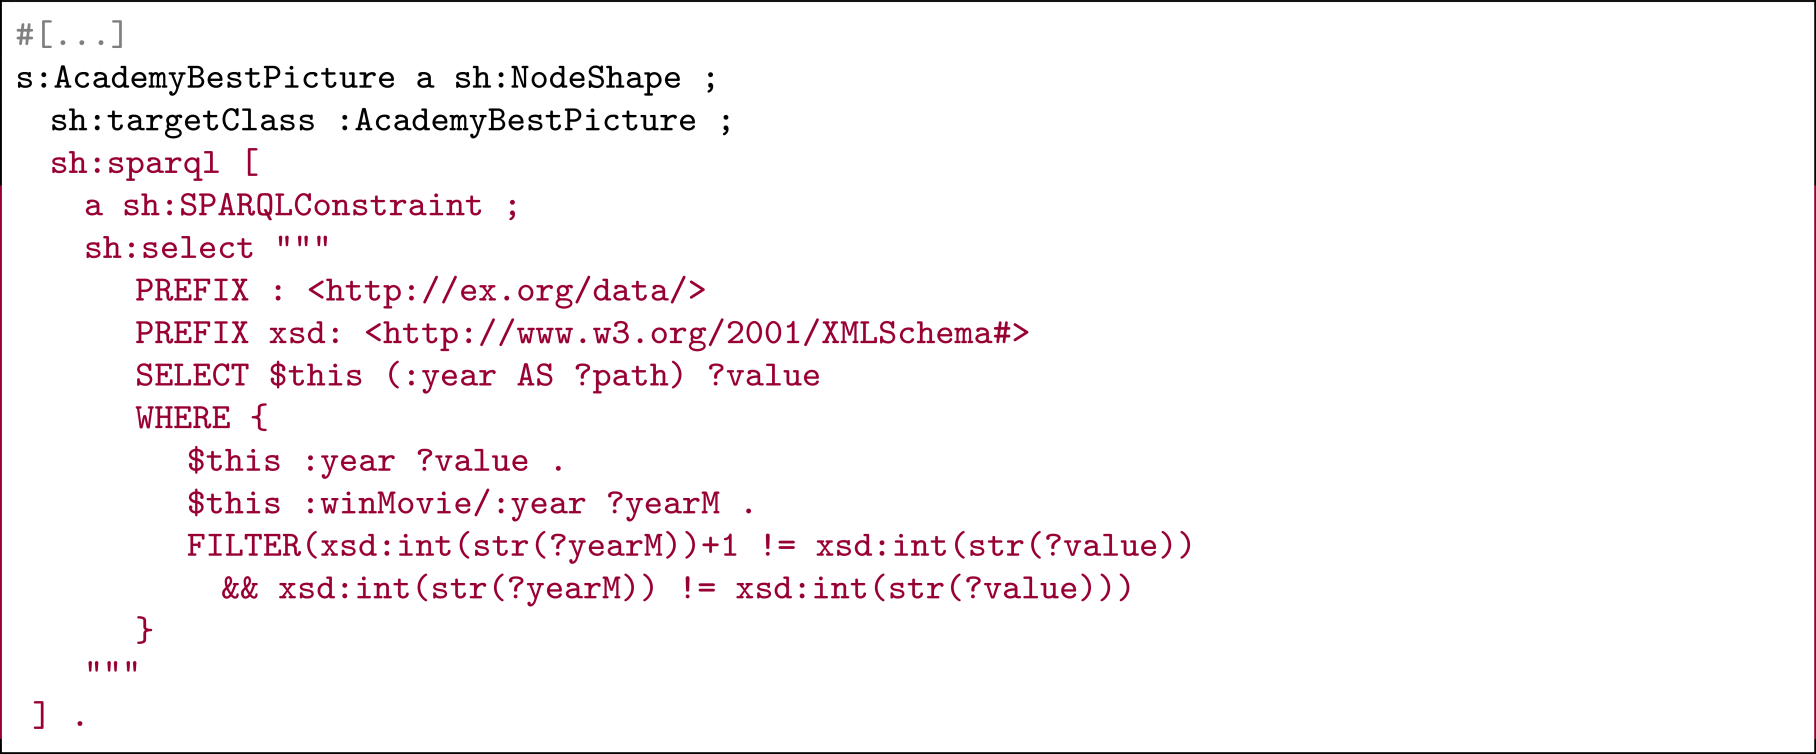 #[...]
s:AcademyBestPicture a sh:NodeShape ;
  sh:targetClass :AcademyBestPicture ;
  sh:sparql [
    a sh:SPARQLConstraint ;
    sh:select """
       PREFIX : <http://ex.org/data/>
       PREFIX xsd: <http://www.w3.org/2001/XMLSchema#>
       SELECT $this (:year AS ?path) ?value
       WHERE {
          $this :year ?value .
          $this :winMovie/:year ?yearM .
          FILTER(xsd:int(str(?yearM))+1 != xsd:int(str(?value))
            && xsd:int(str(?yearM)) != xsd:int(str(?value)))
       }
    """
 ] .